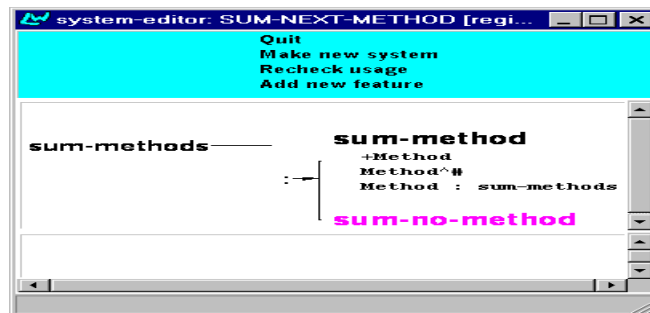 system-editor: SUM-NEXT-METHOD [regi...
Quit
Make new system
Recheck usage
Add new feature
sum-methods
:
sum-method
+Method
Method^#
Method : sum-methods
sum-no-method